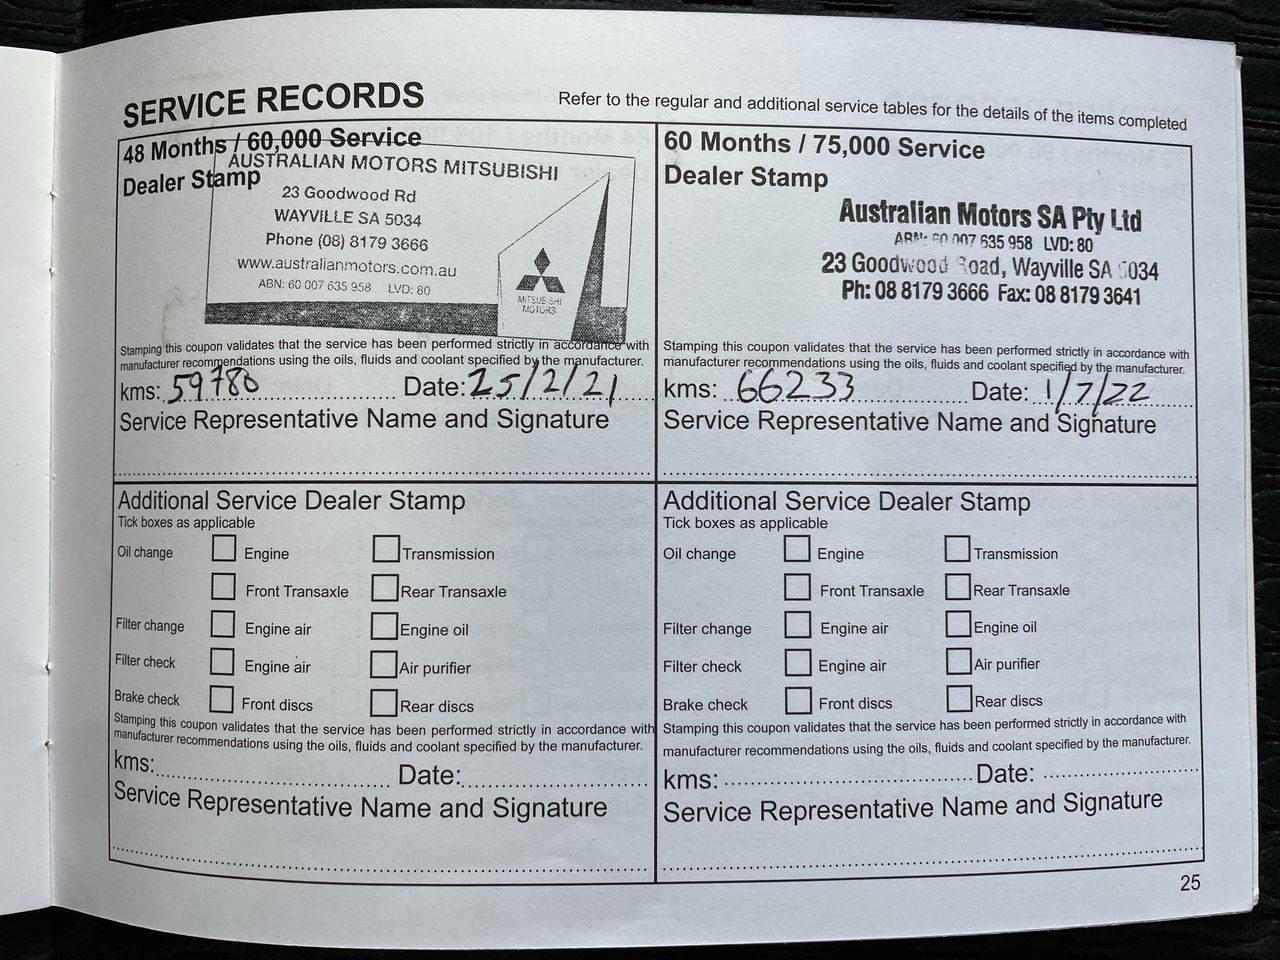 SERVICE RECORDS
Refer to the regular and additional service tables for the details of the items completed
48 Months / 60,000 Service
Dealer Stamp
AUSTRALIAN MOTORS MITSUBISHI
23 Goodwood Rd
WAYVILLE SA 5034
Phone (08) 8179 3666
www.australianmotors.com.au
ABN: 60 007 635 958 LVD: 80
MITSUBISHI
MOTORS
Stamping this coupon validates that the service has been performed strictly in accordance with
manufacturer recommendations using the oils, fluids and coolant specified by the manufacturer.
kms: 59780 Date: 25/2/21
Service Representative Name and Signature
60 Months / 75,000 Service
Dealer Stamp
Australian Motors SA Pty Ltd
ABN: 60 007 635 958 LVD: 80
23 Goodwood Road, Wayville SA 5034
Ph: 08 8179 3666 Fax: 08 8179 3641
Stamping this coupon validates that the service has been performed strictly in accordance with
manufacturer recommendations using the oils, fluids and coolant specified by the manufacturer.
kms: 66233 Date: 1/7/22
Service Representative Name and Signature
Additional Service Dealer Stamp
Tick boxes as applicable
Oil change Engine Transmission
Front Transaxle Rear Transaxle
Filter change Engine air Engine oil
Filter check Engine air Air purifier
Brake check Front discs Rear discs
Stamping this coupon validates that the service has been performed strictly in accordance with
manufacturer recommendations using the oils, fluids and coolant specified by the manufacturer.
kms: Date:
Service Representative Name and Signature
Additional Service Dealer Stamp
Tick boxes as applicable
Oil change Engine Transmission
Front Transaxle Rear Transaxle
Filter change Engine air Engine oil
Filter check Engine air Air purifier
Brake check Front discs Rear discs
Stamping this coupon validates that the service has been performed strictly in accordance with
manufacturer recommendations using the oils, fluids and coolant specified by the manufacturer.
kms: Date:
Service Representative Name and Signature
25